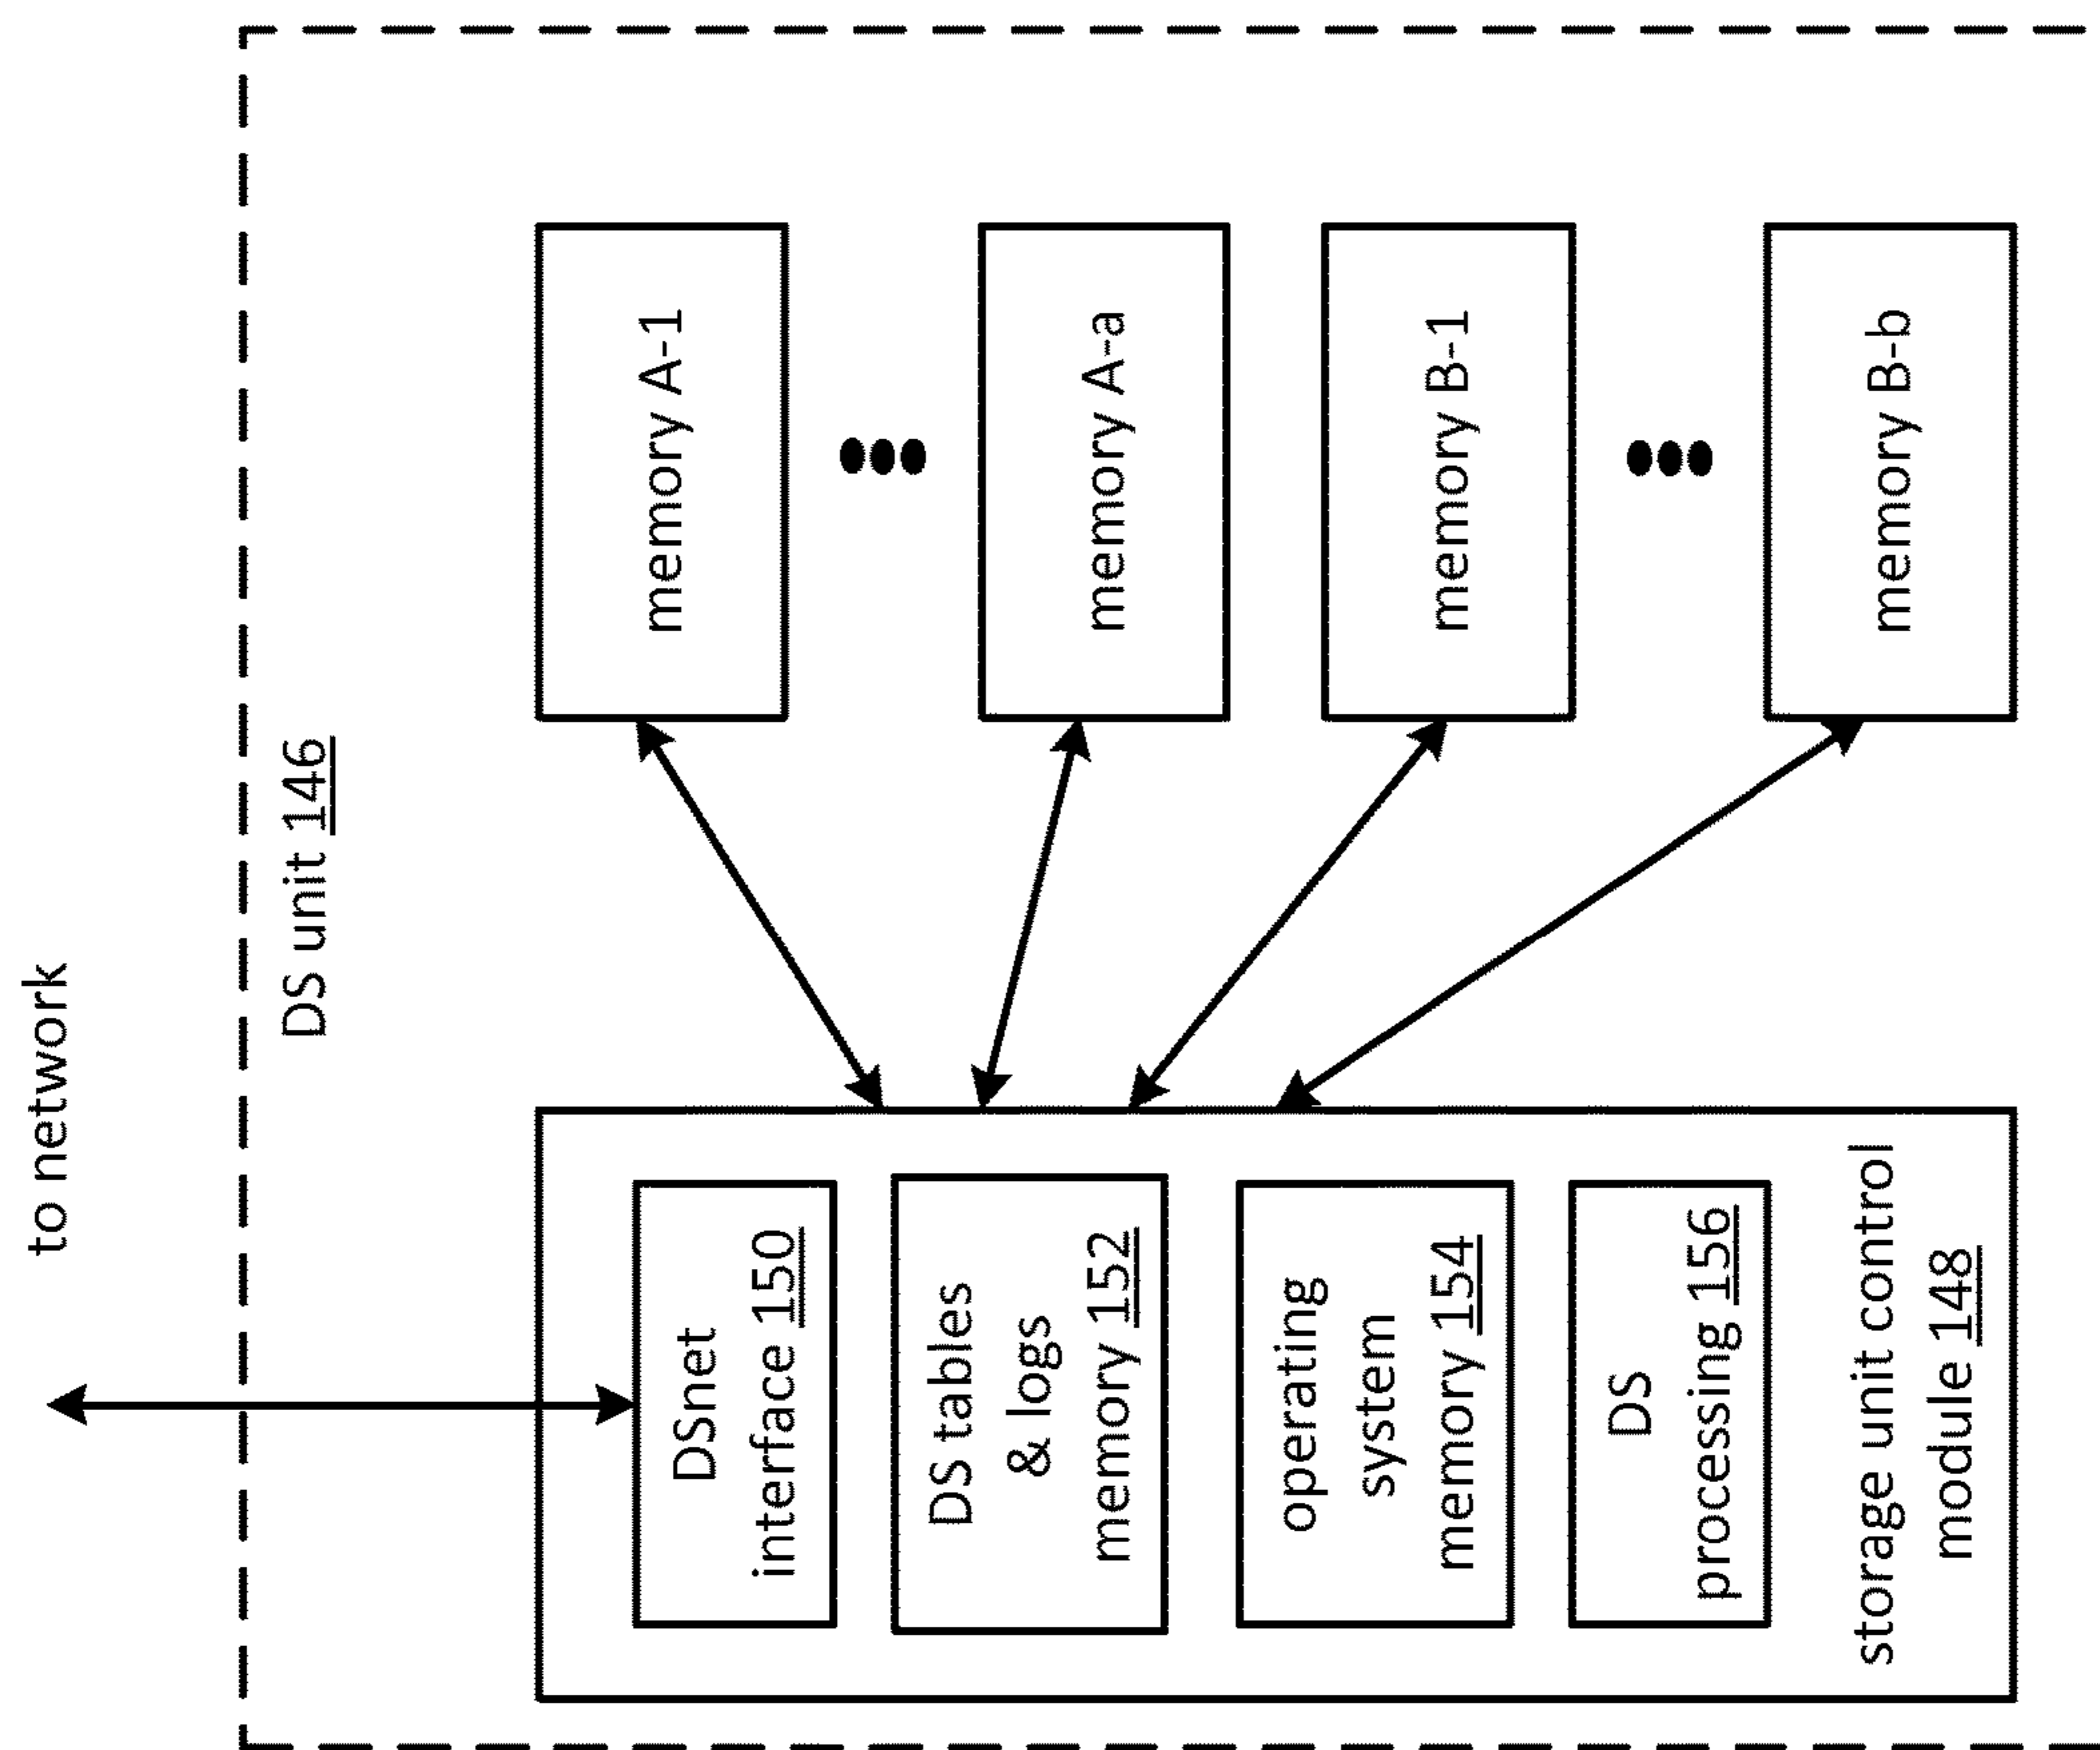 to network
DS unit 146
DSnet
interface 150
DS tables
& logs
memory 152
operating
system
memory 154
DS
processing 156
storage unit control
module 148
memory A-1
memory A-a
memory B-1
memory B-b